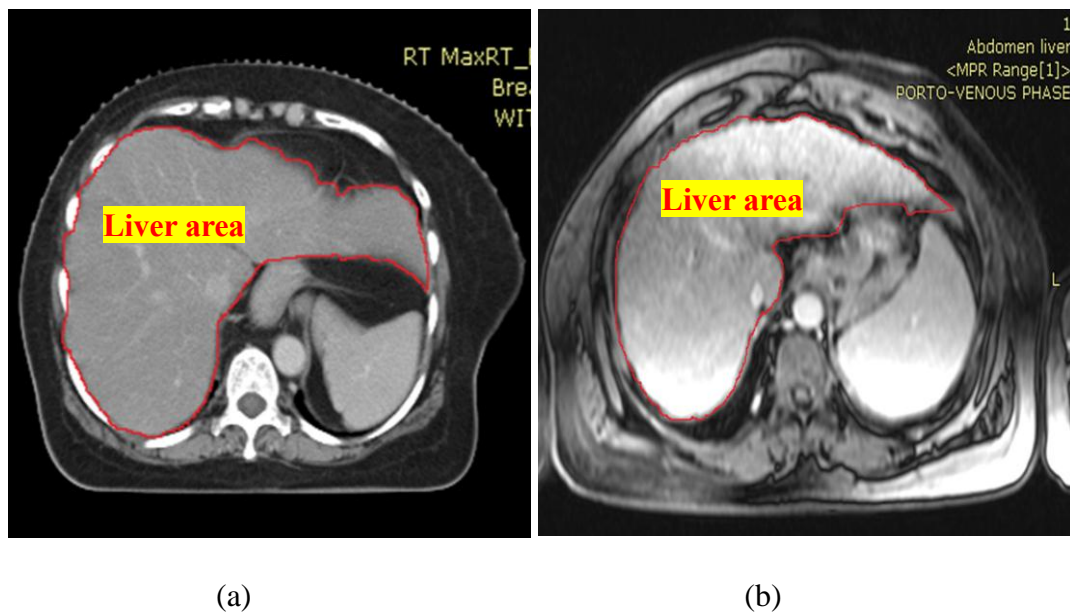 RT MaxRT_
Brea
WIT
Liver area
1
Abdomen liver
<MPR Range[1]>
PORTO-VENOUS PHASE
Liver area
L
(a)
(b)